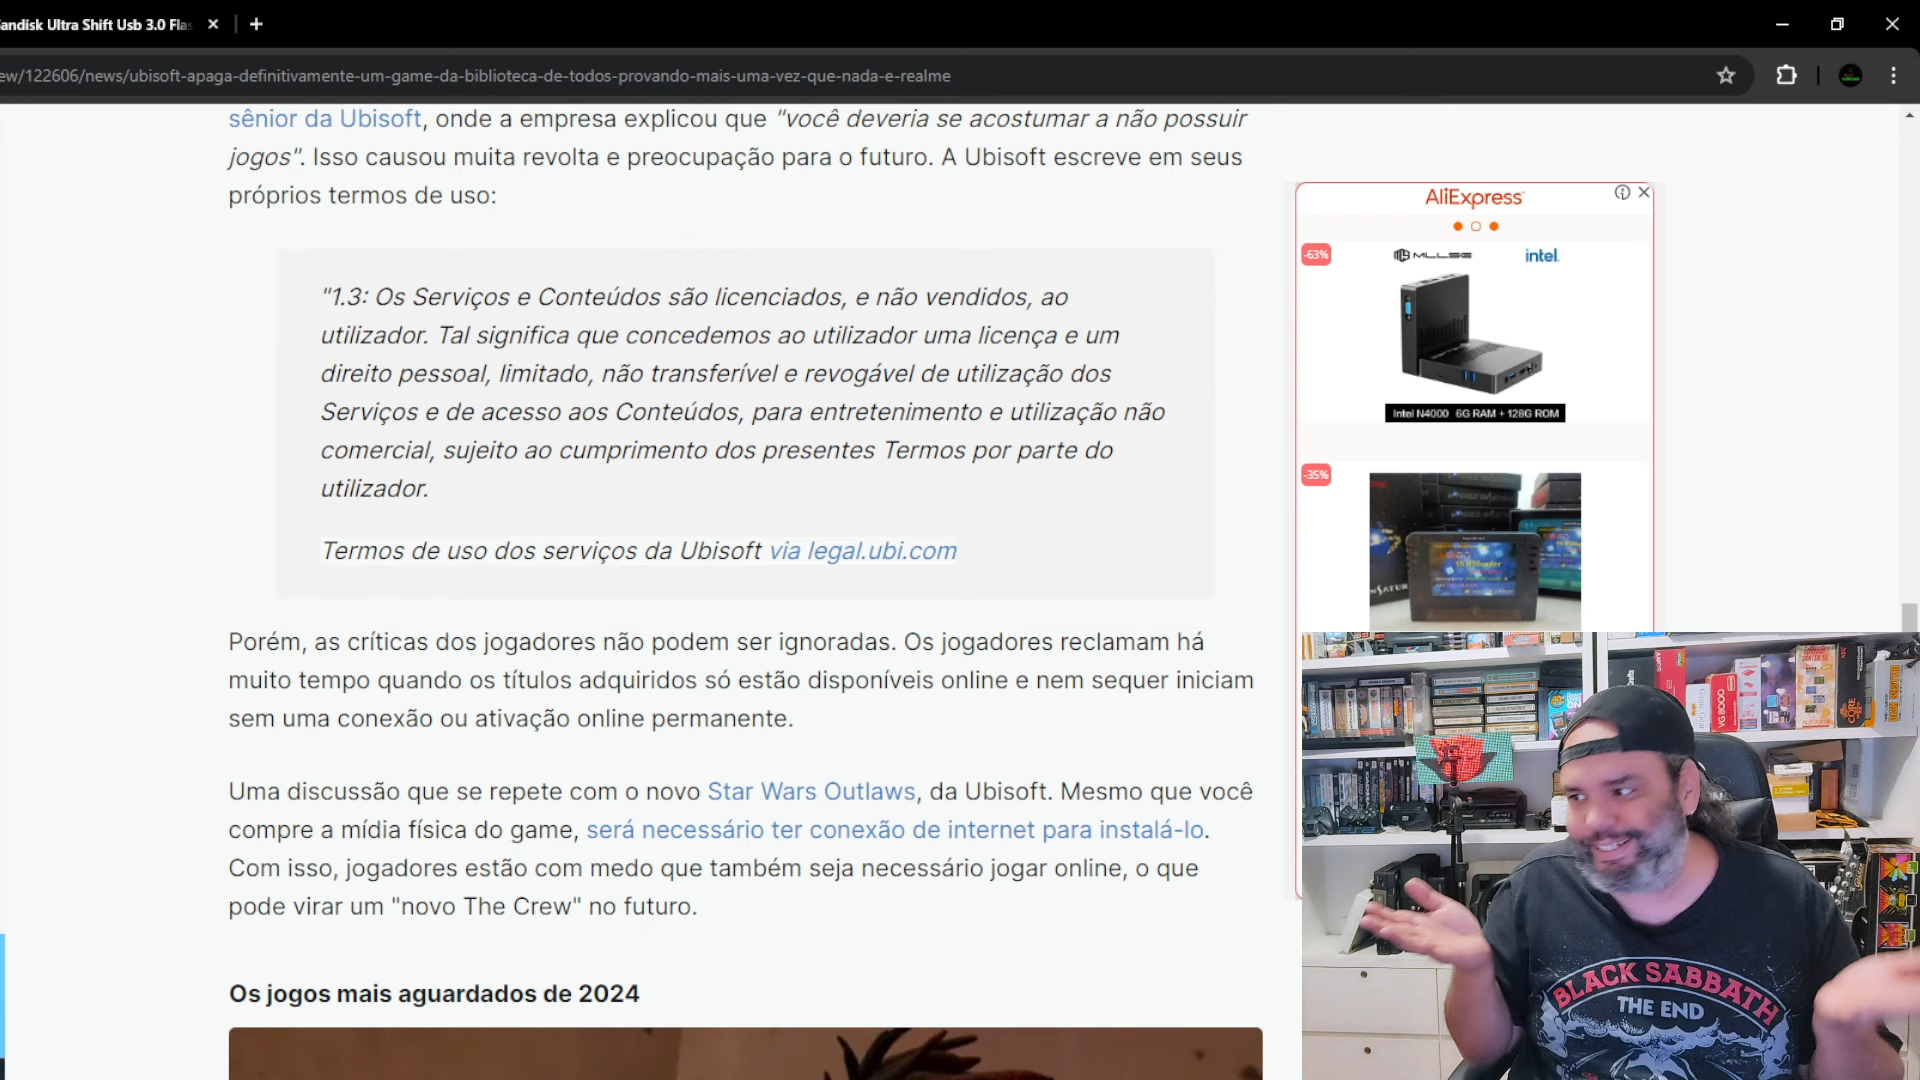 andisk Ultra Shift Usb 3.0 Fla
ew/122606/news/ubisoft-apaga-definitivamente-um-game-da-biblioteca-de-todos-provando-mais-uma-vez-que-nada-e-realme
sênior da Ubisoft, onde a empresa explicou que "você deveria se acostumar a não possuir
jogos". Isso causou muita revolta e preocupação para o futuro. A Ubisoft escreve em seus
próprios termos de uso:
"1.3: Os Serviços e Conteúdos são licenciados, e não vendidos, ao
utilizador. Tal significa que concedemos ao utilizador uma licença e um
direito pessoal, limitado, não transferível e revogável de utilização dos
Serviços e de acesso aos Conteúdos, para entretenimento e utilização não
comercial, sujeito ao cumprimento dos presentes Termos por parte do
utilizador.
Termos de uso dos serviços da Ubisoft via legal.ubi.com
Porém, as críticas dos jogadores não podem ser ignoradas. Os jogadores reclamam há
muito tempo quando os títulos adquiridos só estão disponíveis online e nem sequer iniciam
sem uma conexão ou ativação online permanente.
Uma discussão que se repete com o novo Star Wars Outlaws, da Ubisoft. Mesmo que você
compre a mídia física do game, será necessário ter conexão de internet para instalá-lo.
Com isso, jogadores estão com medo que também seja necessário jogar online, o que
pode virar um "novo The Crew" no futuro.
Os jogos mais aguardados de 2024
AliExpress
-63%
MLLSE intel
Intel N4000 6G RAM + 128G ROM
-35%
VG 8000
CORE
BLACK SABBATH
THE END